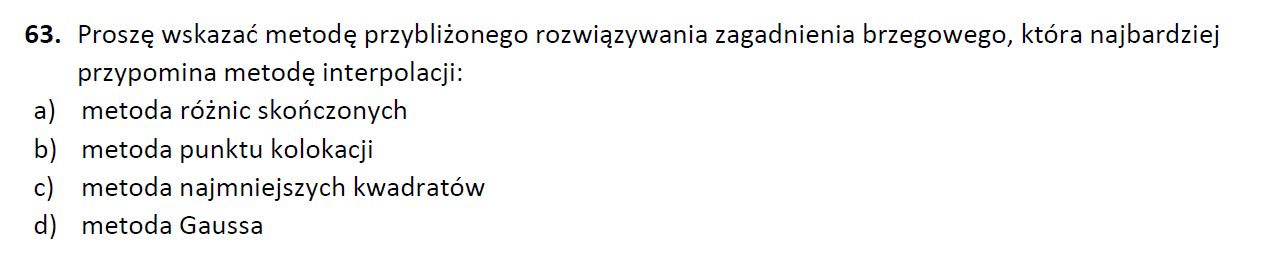 63. Proszę wskazać metodę przybliżonego rozwiązywania zagadnienia brzegowego, która najbardziej
przypomina metodę interpolacji:
a) metoda różnic skończonych
b) metoda punktu kolokacji
c) metoda najmniejszych kwadratów
d) metoda Gaussa